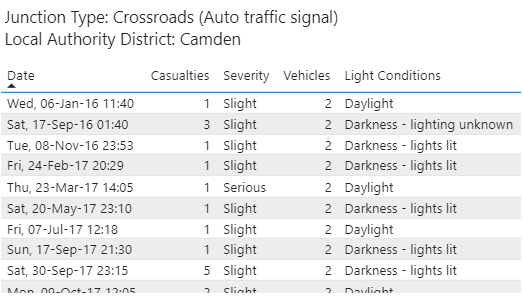 Junction Type: Crossroads (Auto traffic signal)
Local Authority District: Camden
Date Casualties Severity Vehicles Light Conditions
Wed, 06-Jan-16 11:40 1 Slight 2 Daylight
Sat, 17-Sep-16 01:40 3 Slight 2 Darkness - lighting unknown
Tue, 08-Nov-16 23:53 1 Slight 2 Darkness - lights lit
Fri, 24-Feb-17 20:29 1 Slight 2 Darkness - lights lit
Thu, 23-Mar-17 14:05 1 Serious 2 Daylight
Sat, 20-May-17 23:10 1 Slight 2 Darkness - lights lit
Fri, 07-Jul-17 12:18 1 Slight 2 Daylight
Sun, 17-Sep-17 21:30 1 Slight 2 Darkness - lights lit
Sat, 30-Sep-17 23:15 5 Slight 2 Darkness - lights lit
Mon, 09-Oct-17 12:05 2 Slight 2 Daylight